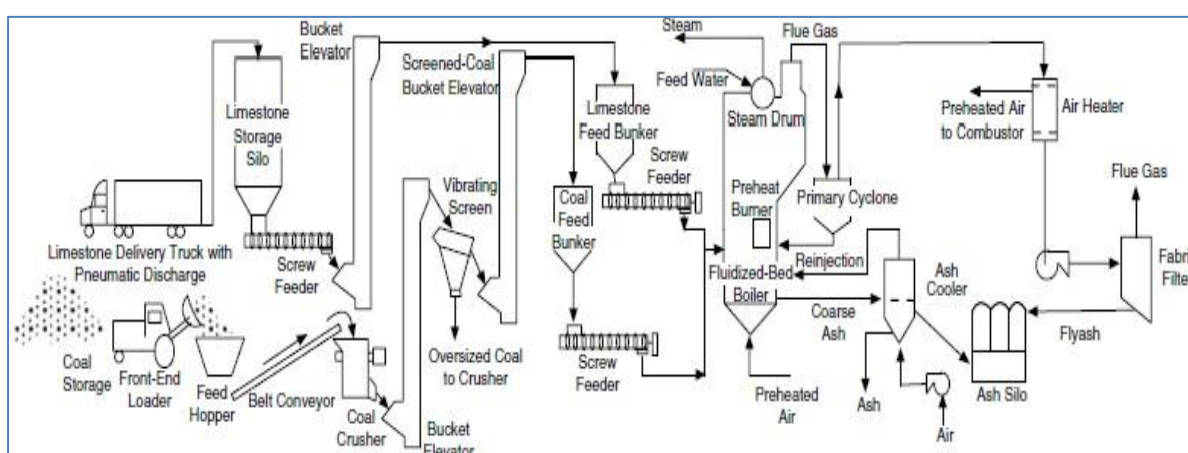 Bucket
Elevator
Screened-Coal
Bucket Elevator
Steam
Flue Gas
Feed Water
Steam Drum
Limestone
Storage
Silo
Limestone
Feed Bunker
Screw
Feeder
Preheated Air
to Combustor
Air Heater
Vibrating
Screen
Coal
Feed
Bunker
Preheat
Burner
Primary Cyclone
Flue Gas
Limestone Delivery Truck with
Pneumatic Discharge
Screw
Feeder
Fluidized-Bed
Boiler
Reinjection
Ash
Cooler
Fabri
Filte
Coarse
Ash
Flyash
Coal
Storage
Front-End
Loader
Feed
Hopper
Belt Conveyor
Coal
Crusher
Oversized Coal
to Crusher
Screw
Feeder
Preheated
Air
Ash
Air
Ash Silo
Bucket
Elevator